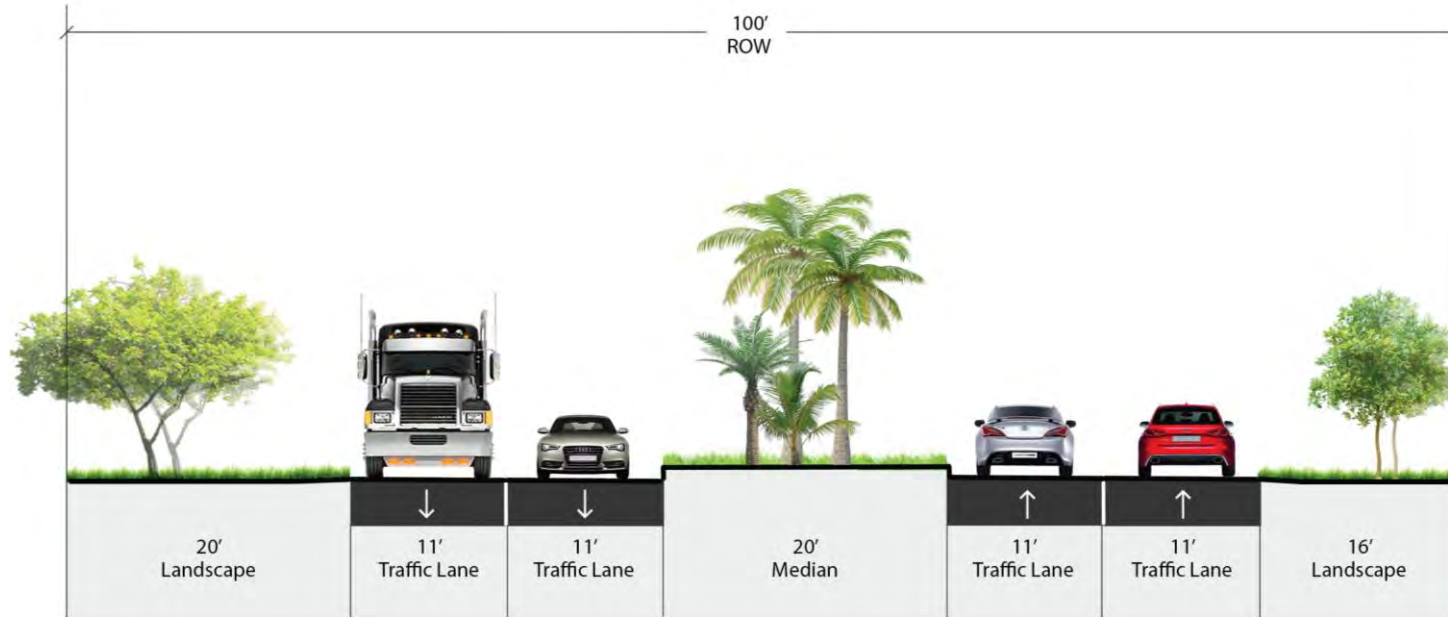 100′
ROW
20′
Landscape
11′
Traffic Lane
11′
Traffic Lane
20′
Median
11′
Traffic Lane
11′
Traffic Lane
16′
Landscape